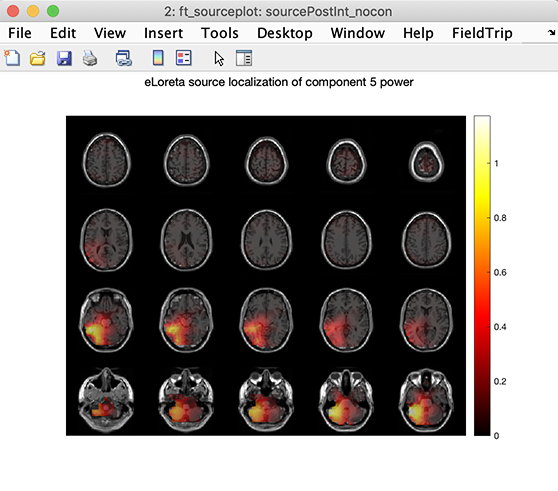 2: ft_sourceplot: sourcePostInt_nocon
File Edit View Insert Tools Desktop Window Help FieldTrip
eLoreta source localization of component 5 power
1
0.8
0.6
0.4
0.2
0